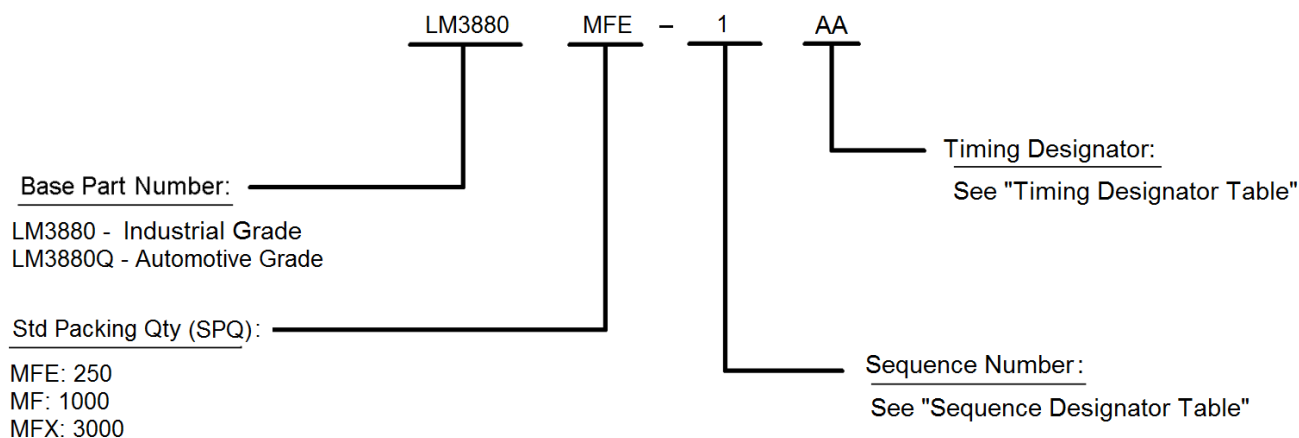 LM3880 MFE – 1 AA
Timing Designator:
See "Timing Designator Table"
Base Part Number:
LM3880 - Industrial Grade
LM3880Q - Automotive Grade
Std Packing Qty (SPQ):
MFE: 250
MF: 1000
MFX: 3000
Sequence Number:
See "Sequence Designator Table"